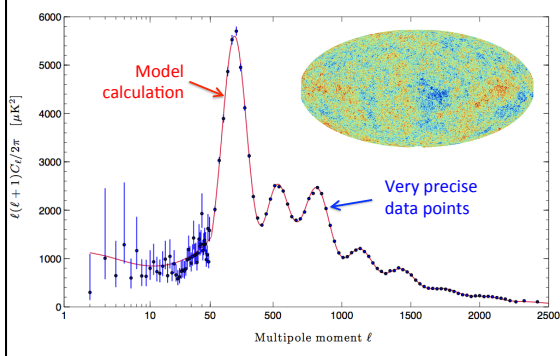 6000
5000
4000
3000
2000
1000
0
ℓ(ℓ + 1)Cℓ/2π [μK²]
Model
calculation
Very precise
data points
1 10 50 500 1000 1500 2000 2500
Multipole moment ℓ